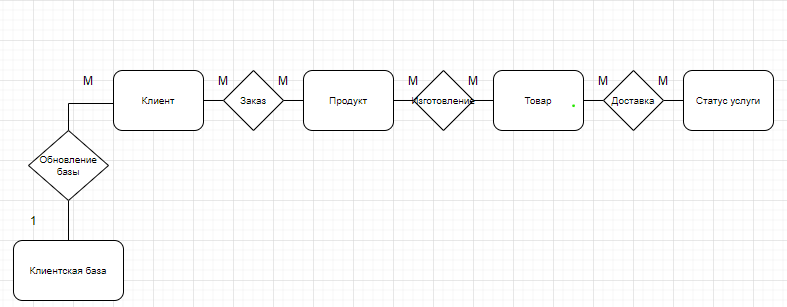 М М М М М М М
Клиент Заказ Продукт Изготовление Товар Доставка Статус услуги
Обновление
базы
1
Клиентская база